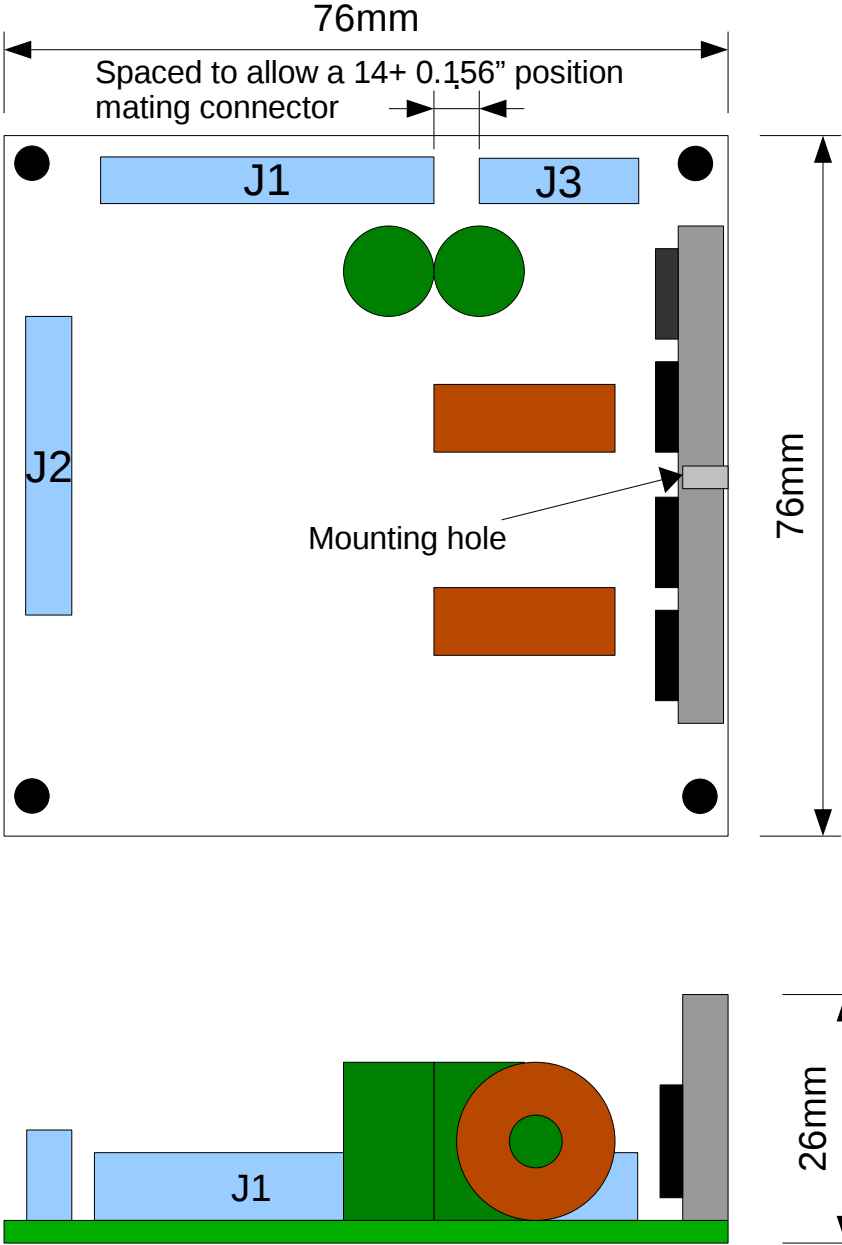 76mm
Spaced to allow a 14+ 0.156” position
mating connector
J1
J3
J2
76mm
Mounting hole
J1
26mm